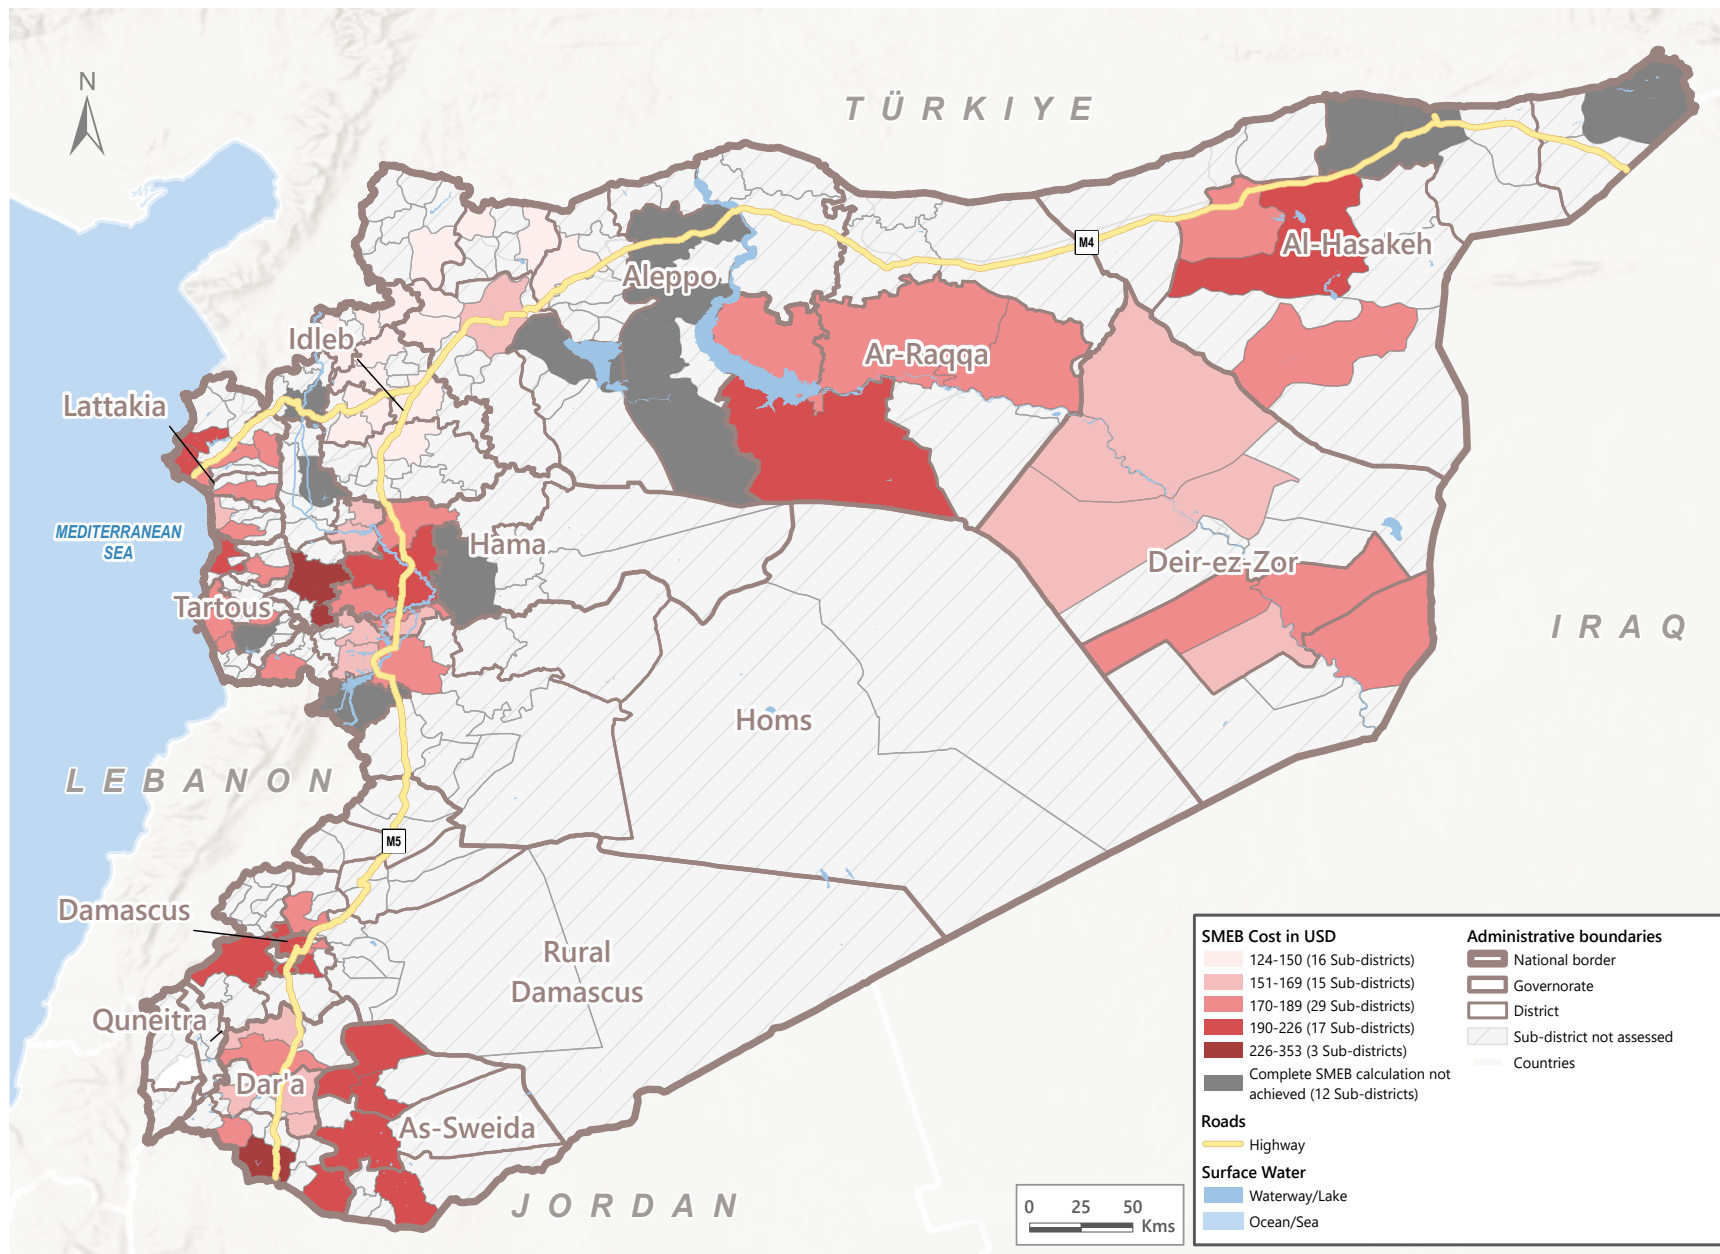 N
TÜRKIYE
M4
Al-Hasakeh
Aleppo
Idleb
Ar-Raqqa
Lattakia
MEDITERRANEAN
SEA
Hama
Deir-ez-Zor
Tartous
IRAQ
Homs
LEBANON
M5
Damascus
Rural
Damascus
Quneitra
Dar'a
As-Sweida
JORDAN
0 25 50
Kms
SMEB Cost in USD
124-150 (16 Sub-districts)
151-169 (15 Sub-districts)
170-189 (29 Sub-districts)
190-226 (17 Sub-districts)
226-353 (3 Sub-districts)
Complete SMEB calculation not
achieved (12 Sub-districts)
Roads
Highway
Surface Water
Waterway/Lake
Ocean/Sea
Administrative boundaries
National border
Governorate
District
Sub-district not assessed
Countries